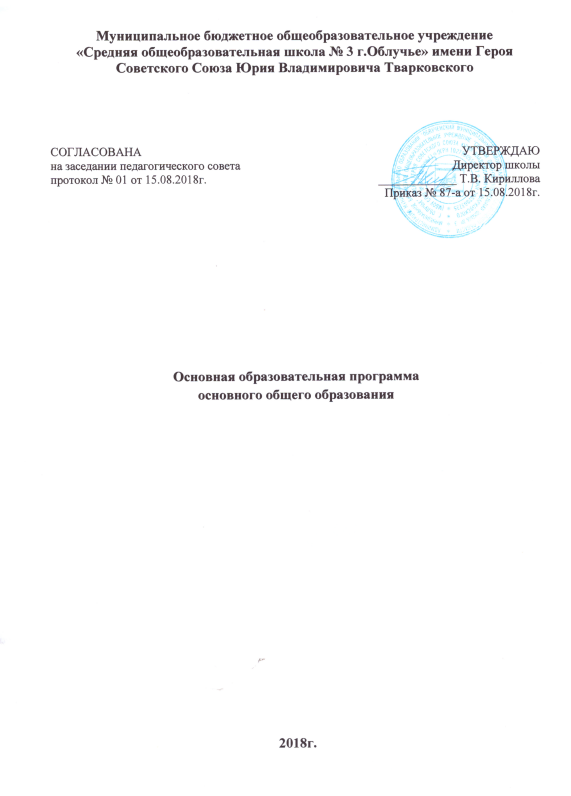 Муниципальное бюджетное общеобразовательное учреждение
«Средняя общеобразовательная школа № 3 г.Облучье» имени Героя
Советского Союза Юрия Владимировича Тварковского
СОГЛАСОВАНА
на заседании педагогического совета
протокол № 01 от 15.08.2018г.
УТВЕРЖДАЮ
Директор школы
_____________ Т.В. Кириллова
Приказ № 87-а от 15.08.2018г.
Основная образовательная программа
основного общего образования
2018г.